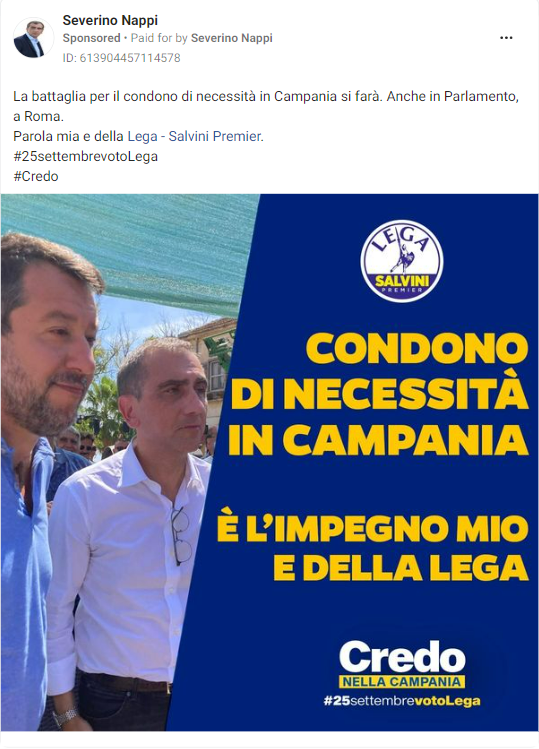 Severino Nappi
Sponsored • Paid for by Severino Nappi
ID: 613904457114578
La battaglia per il condono di necessità in Campania si farà. Anche in Parlamento,
a Roma.
Parola mia e della Lega - Salvini Premier.
#25settembrevotoLega
#Credo
LEGA
SALVINI
PREMIER
CONDONO
DI NECESSITÀ
IN CAMPANIA
È L'IMPEGNO MIO
E DELLA LEGA
Credo
NELLA CAMPANIA
#25settembrevotoLega